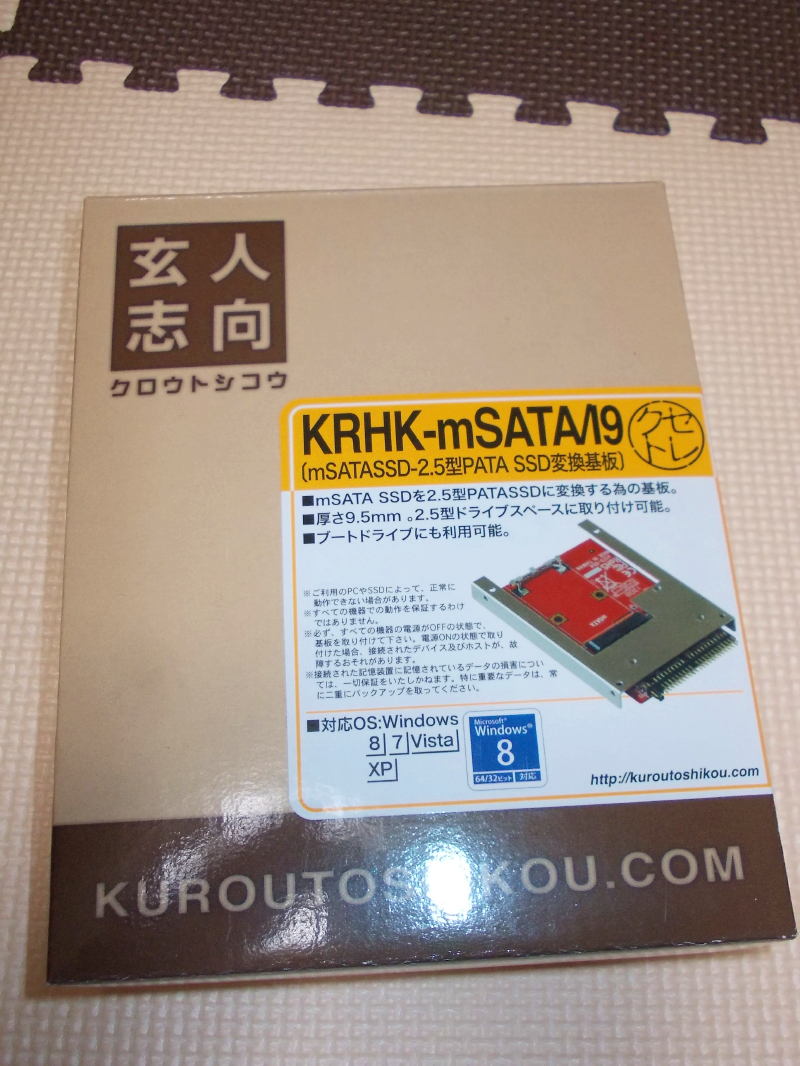 玄人
志向
クロウトシコウ
KRHK-mSATA/I9
セレクト
(mSATASSD-2.5型PATA SSD変換基板)
■mSATA SSDを2.5型PATASSDに変換する為の基板。
■厚さ9.5mm 。2.5型ドライブスペースに取り付け可能。
■ブートドライブにも利用可能。
※ご利用のPCやSSDによって、正常に
動作できない場合があります。
※すべての機器での動作を保証するわけ
ではありません。
※必ず、すべての機器の電源がOFFの状態で、
基板を取り付けて下さい。電源ONの状態で取り
付けた場合、接続されたデバイス及びホストが、故
障するおそれがあります。
※接続された記憶装置に記憶されているデータの損害につい
ては、一切保証をいたしかねます。特に重要なデータは、常
に二重にバックアップを取ってください。
mSATA
■対応OS:Windows
8 7 Vista
XP
Microsoft®
Windows®
8
64/32ビット 対応
http://kuroutoshikou.com
KUROUTOSHIKOU.COM